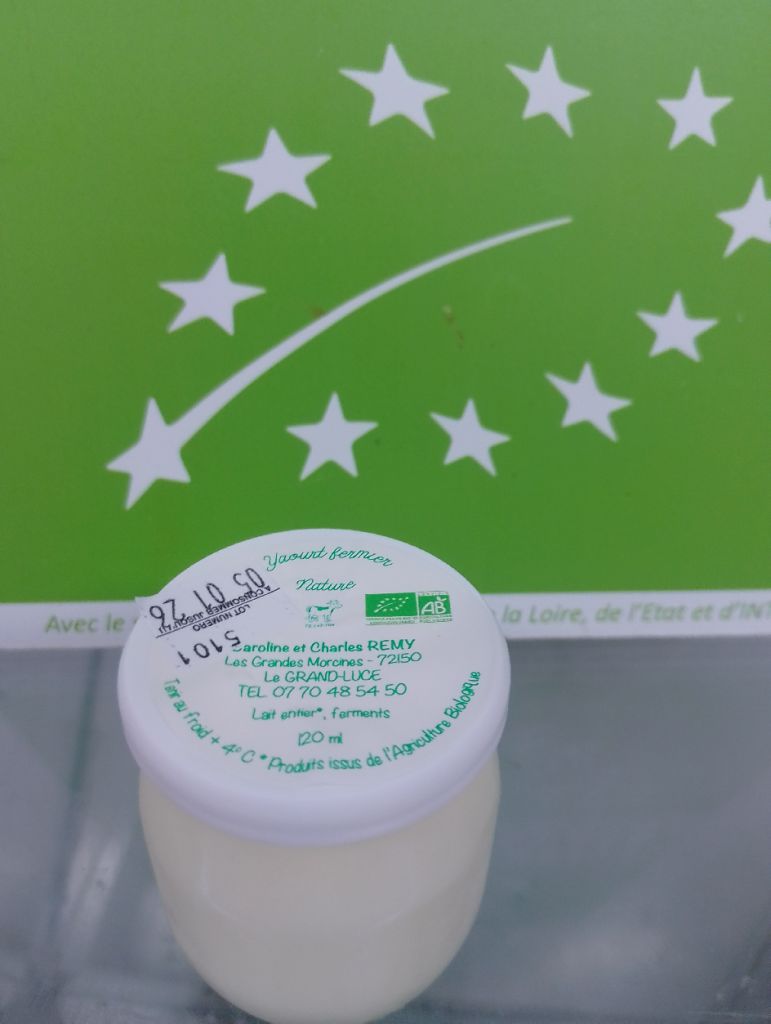 Avec le
la Loire, de l'Etat et d'INT
Yaourt fermier
Nature
AB
05 01 26
À CONSOMMER JUSQU'AU
LOT NUMERO
5101
Caroline et Charles REMY
Les Grandes Morcines - 72150
Le GRAND-LUCE
TEL 07 70 48 54 50
Lait entier*, ferments
120 ml
Tenir au froid + 4° C * Produits issus de l'Agriculture Biologique